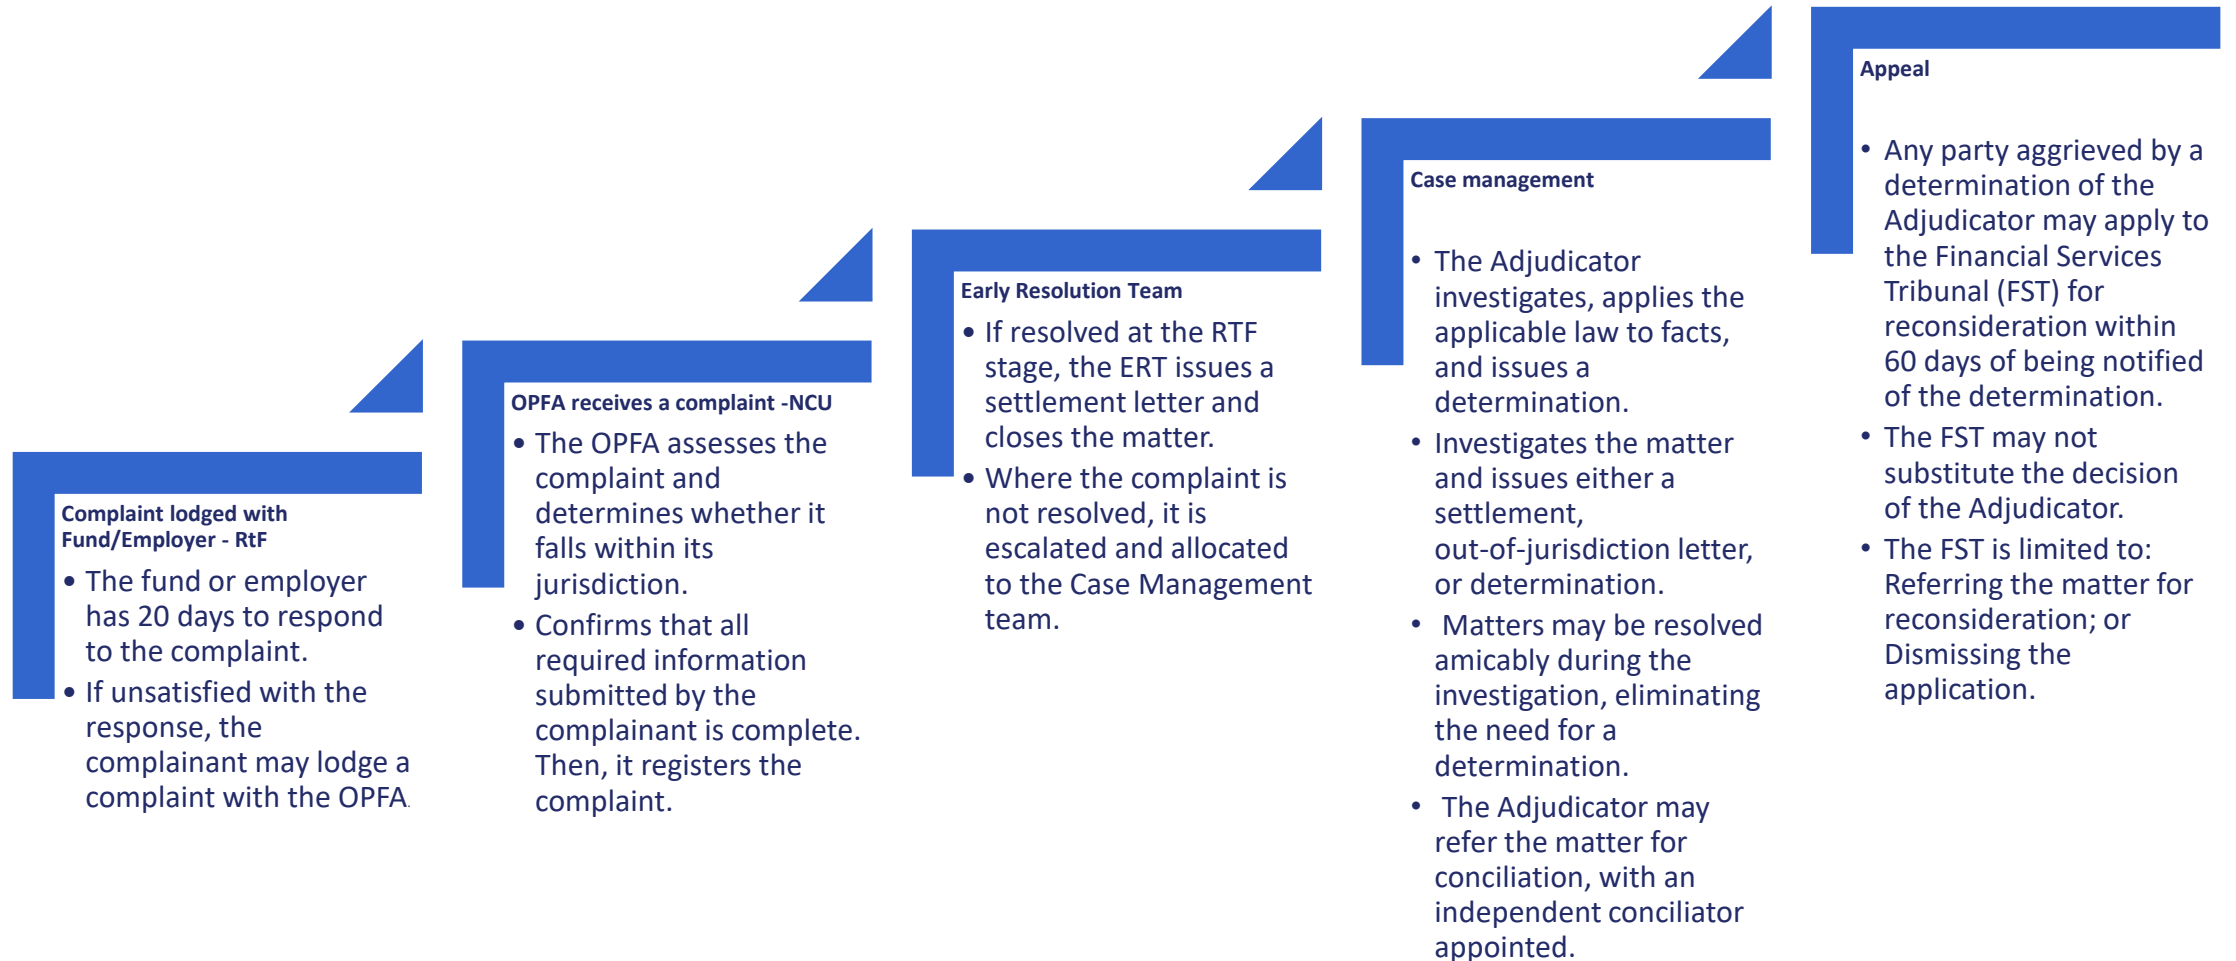 Complaint lodged with
Fund/Employer - RtF
• The fund or employer
has 20 days to respond
to the complaint.
• If unsatisfied with the
response, the
complainant may lodge a
complaint with the OPFA.
OPFA receives a complaint -NCU
• The OPFA assesses the
complaint and
determines whether it
falls within its
jurisdiction.
• Confirms that all
required information
submitted by the
complainant is complete.
Then, it registers the
complaint.
Early Resolution Team
• If resolved at the RTF
stage, the ERT issues a
settlement letter and
closes the matter.
• Where the complaint is
not resolved, it is
escalated and allocated
to the Case Management
team.
Case management
• The Adjudicator
investigates, applies the
applicable law to facts,
and issues a
determination.
• Investigates the matter
and issues either a
settlement,
out-of-jurisdiction letter,
or determination.
• Matters may be resolved
amicably during the
investigation, eliminating
the need for a
determination.
• The Adjudicator may
refer the matter for
conciliation, with an
independent conciliator
appointed.
Appeal
• Any party aggrieved by a
determination of the
Adjudicator may apply to
the Financial Services
Tribunal (FST) for
reconsideration within
60 days of being notified
of the determination.
• The FST may not
substitute the decision
of the Adjudicator.
• The FST is limited to:
Referring the matter for
reconsideration; or
Dismissing the
application.